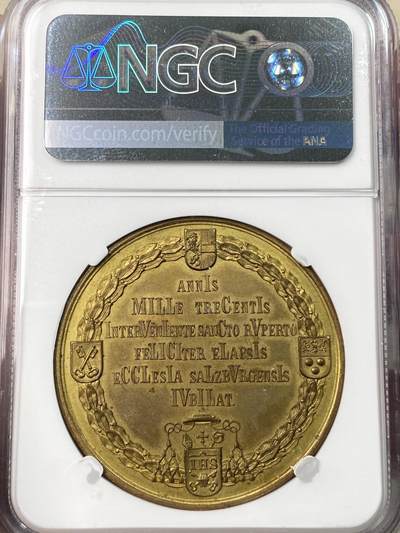 NGC
NGCcoin.com/verify
The Official Grading
Service of the ANA
ANNIS
MILLE TRECENTIS
INTERVENIENTE SANCTO RVPERTO
FELICITER ELAPSIS
ECCLESIA SALZBVRGENSIS
IVBILAT.
IHS